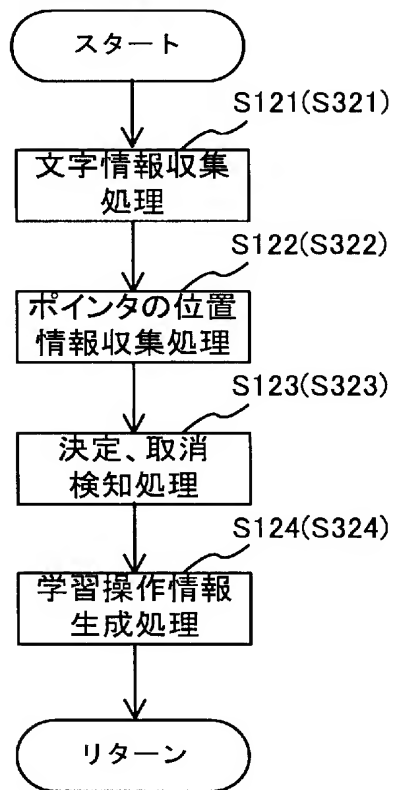 スタート
S121(S321)
文字情報収集
処理
S122(S322)
ポインタの位置
情報収集処理
S123(S323)
決定、取消
検知処理
S124(S324)
学習操作情報
生成処理
リターン